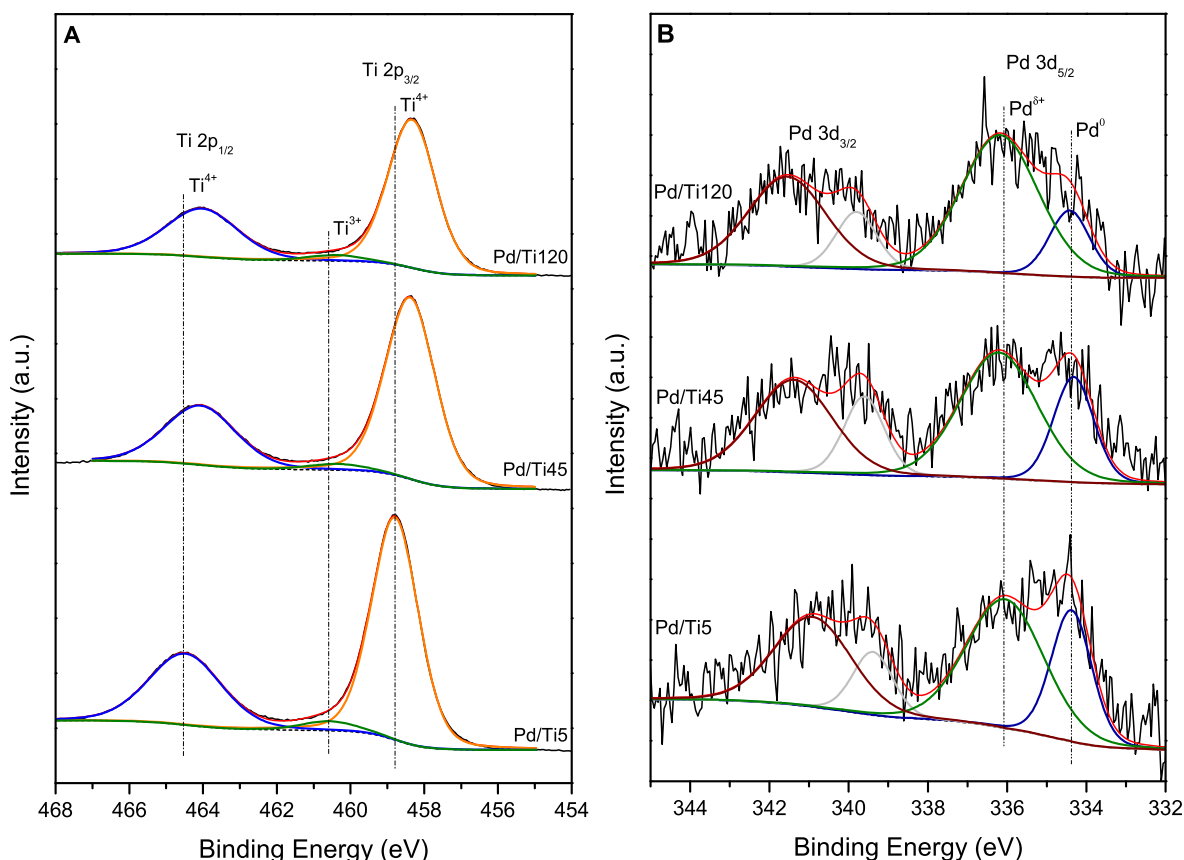 A
Ti 2p3/2
Ti4+
Ti 2p1/2
Ti4+
Ti3+
Pd/Ti120
Pd/Ti45
Pd/Ti5
Intensity (a.u.)
468 466 464 462 460 458 456 454
Binding Energy (eV)
B
Pd 3d5/2
Pdδ+
Pd0
Pd 3d3/2
Pd/Ti120
Pd/Ti45
Pd/Ti5
Intensity (a.u.)
344 342 340 338 336 334 332
Binding Energy (eV)